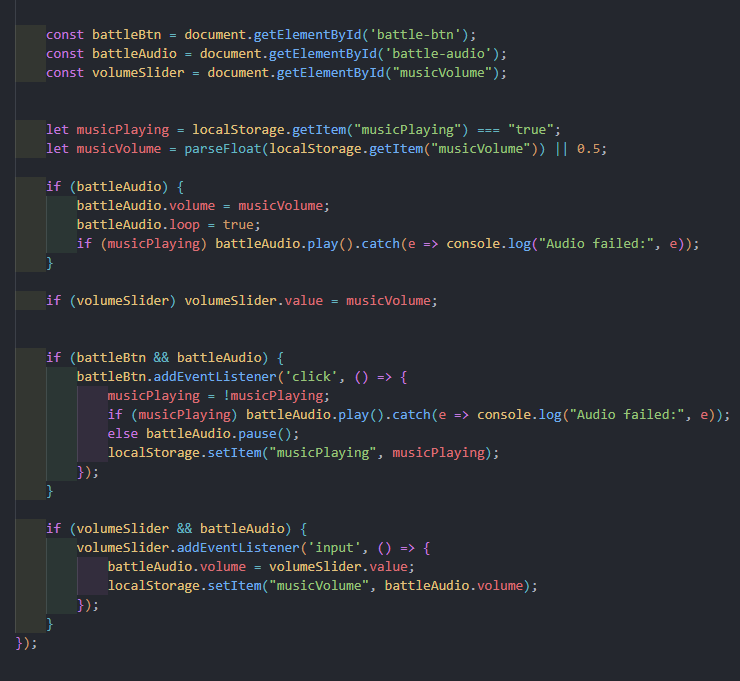 const battleBtn = document.getElementById('battle-btn');
const battleAudio = document.getElementById('battle-audio');
const volumeSlider = document.getElementById("musicVolume");
let musicPlaying = localStorage.getItem("musicPlaying") === "true";
let musicVolume = parseFloat(localStorage.getItem("musicVolume")) || 0.5;
if (battleAudio) {
battleAudio.volume = musicVolume;
battleAudio.loop = true;
if (musicPlaying) battleAudio.play().catch(e => console.log("Audio failed:", e));
}
if (volumeSlider) volumeSlider.value = musicVolume;
if (battleBtn && battleAudio) {
battleBtn.addEventListener('click', () => {
musicPlaying = !musicPlaying;
if (musicPlaying) battleAudio.play().catch(e => console.log("Audio failed:", e));
else battleAudio.pause();
localStorage.setItem("musicPlaying", musicPlaying);
});
}
if (volumeSlider && battleAudio) {
volumeSlider.addEventListener('input', () => {
battleAudio.volume = volumeSlider.value;
localStorage.setItem("musicVolume", battleAudio.volume);
});
}
});